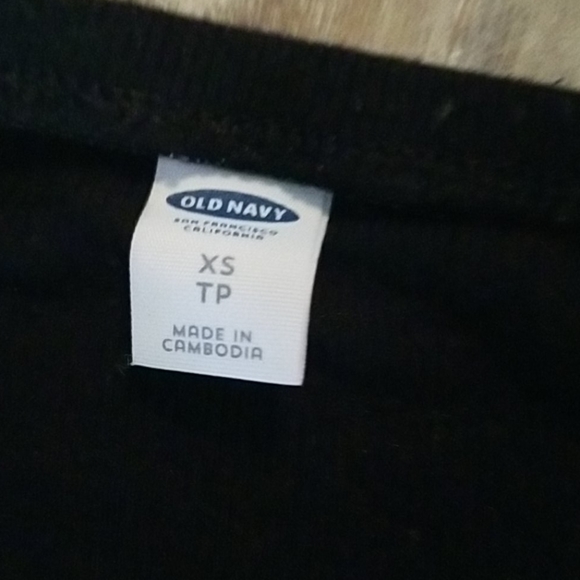 OLD NAVY
SAN FRANCISCO
CALIFORNIA
XS
TP
MADE IN
CAMBODIA